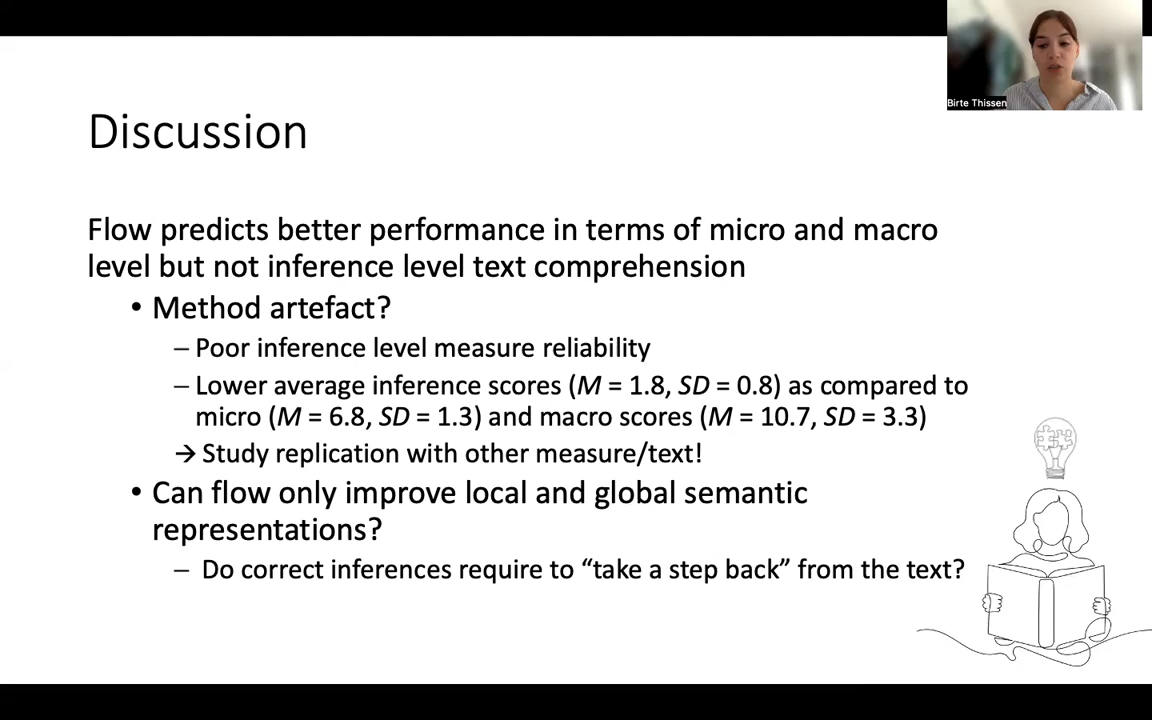 Birte Thissen
Discussion
Flow predicts better performance in terms of micro and macro
level but not inference level text comprehension
• Method artefact?
– Poor inference level measure reliability
– Lower average inference scores (M = 1.8, SD = 0.8) as compared to
micro (M = 6.8, SD = 1.3) and macro scores (M = 10.7, SD = 3.3)
→ Study replication with other measure/text!
• Can flow only improve local and global semantic
representations?
– Do correct inferences require to “take a step back” from the text?